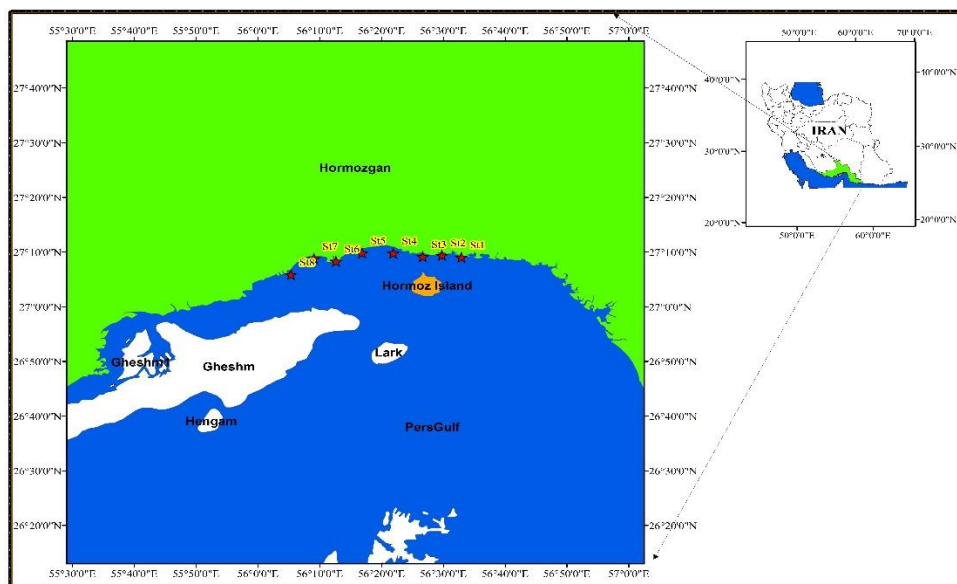 55°30'0"E 55°40'0"E 55°50'0"E 56°0'0"E 56°10'0"E 56°20'0"E 56°30'0"E 56°40'0"E 56°50'0"E 57°0'0"E
50°0'0"E 60°0'0"E 70°0'0"E
27°40'0"N 27°40'0"N
40°0'0"N 40°0'0"N
IRAN
27°30'0"N 27°30'0"N
30°0'0"N 30°0'0"N
Hormozgan
27°20'0"N 27°20'0"N
20°0'0"N 20°0'0"N
50°0'0"E 60°0'0"E
27°10'0"N 27°10'0"N
St8 St7 St6 St5 St4 St3 St2 St1
Hormoz Island
27°0'0"N 27°0'0"N
Lark
26°50'0"N 26°50'0"N
Gheshm1 Gheshm
26°40'0"N 26°40'0"N
Hengam
PersGulf
26°30'0"N 26°30'0"N
26°20'0"N 26°20'0"N
55°30'0"E 55°40'0"E 55°50'0"E 56°0'0"E 56°10'0"E 56°20'0"E 56°30'0"E 56°40'0"E 56°50'0"E 57°0'0"E